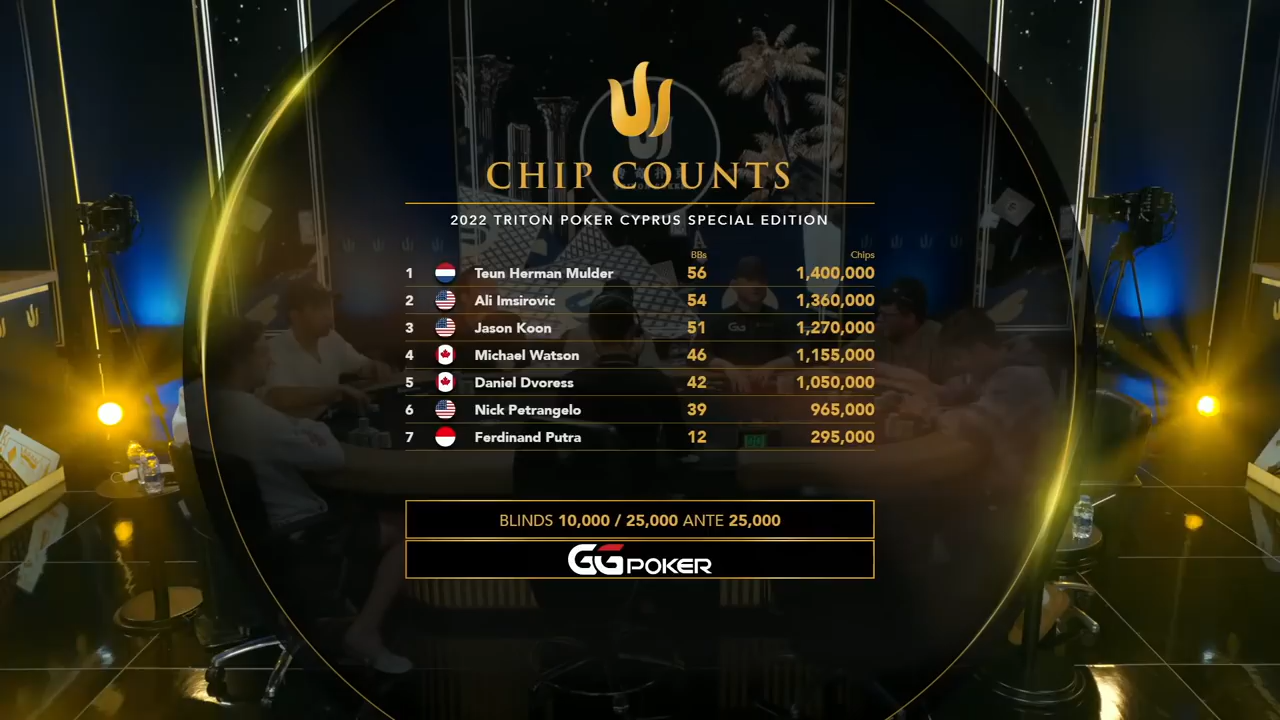 CHIP COUNTS
2022 TRITON POKER CYPRUS SPECIAL EDITION
BBs Chips
1 Teun Herman Mulder 56 1,400,000
2 Ali Imsirovic 54 1,360,000
3 Jason Koon 51 1,270,000
4 Michael Watson 46 1,155,000
5 Daniel Dvoress 42 1,050,000
6 Nick Petrangelo 39 965,000
7 Ferdinand Putra 12 295,000
BLINDS 10,000 / 25,000 ANTE 25,000
GGPOKER